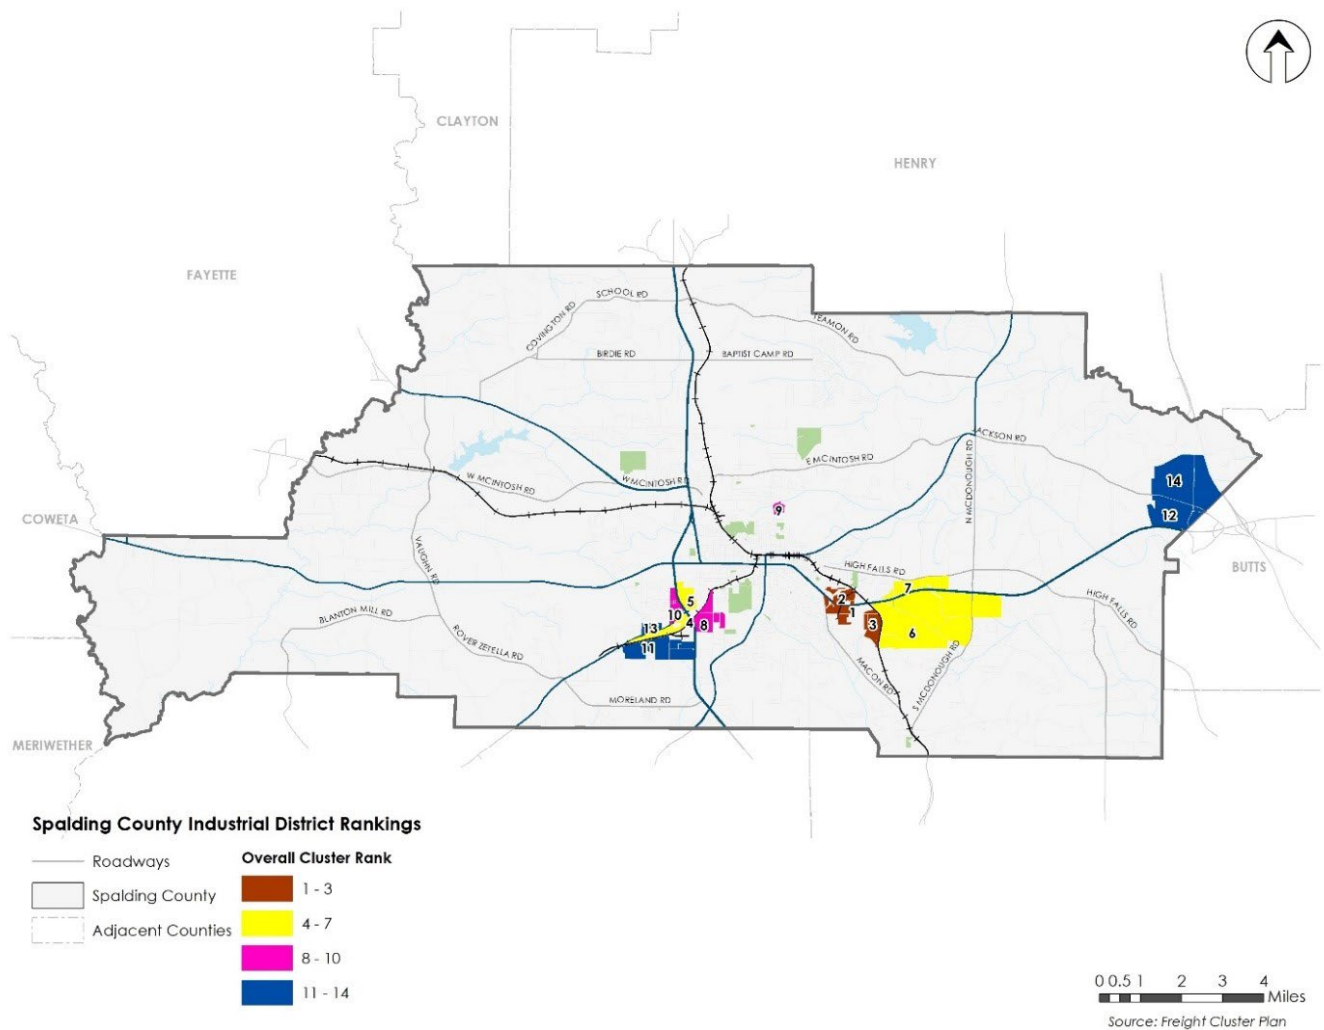 CLAYTON
HENRY
FAYETTE
SCHOOL RD
COVINGTON RD
TEAMON RD
BIRDIE RD
BAPTIST CAMP RD
ACKSON RD
E MCINTOSH RD
W MCINTOSH RD
W MCINTOSH RD
N MCDONOUGH RD
14
12
9
COWETA
VAUGHN RD
HIGH FALLS RD
BUTTS
7
HIGH FALLS RD
2
1
5
10
4
8
3
6
13
11
BLANTON MILL RD
ROVER ZETELLA RD
MACON RD
S MCDONOUGH RD
MORELAND RD
MERIWETHER
Spalding County Industrial District Rankings
Roadways
Spalding County
Adjacent Counties
Overall Cluster Rank
1 - 3
4 - 7
8 - 10
11 - 14
0 0.5 1 2 3 4
Miles
Source: Freight Cluster Plan